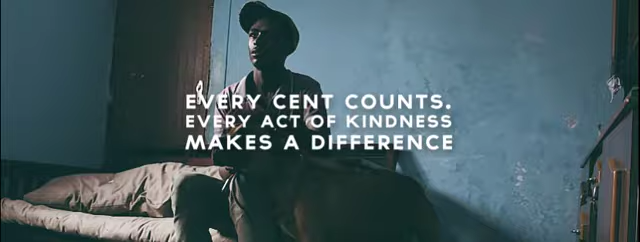 EVERY CENT COUNTS.
EVERY ACT OF KINDNESS
MAKES A DIFFERENCE